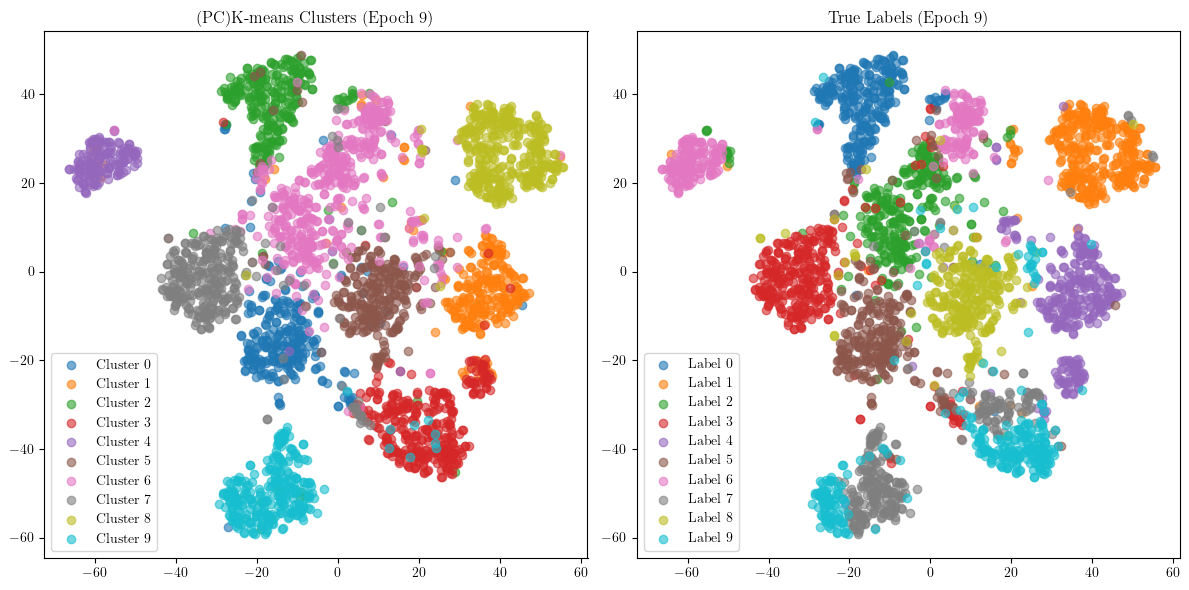 (PC)K-means Clusters (Epoch 9)
40
20
0
−20
−40
−60
−60
−40
−20
0
20
40
60
Cluster 0
Cluster 1
Cluster 2
Cluster 3
Cluster 4
Cluster 5
Cluster 6
Cluster 7
Cluster 8
Cluster 9
True Labels (Epoch 9)
40
20
0
−20
−40
−60
−60
−40
−20
0
20
40
60
Label 0
Label 1
Label 2
Label 3
Label 4
Label 5
Label 6
Label 7
Label 8
Label 9